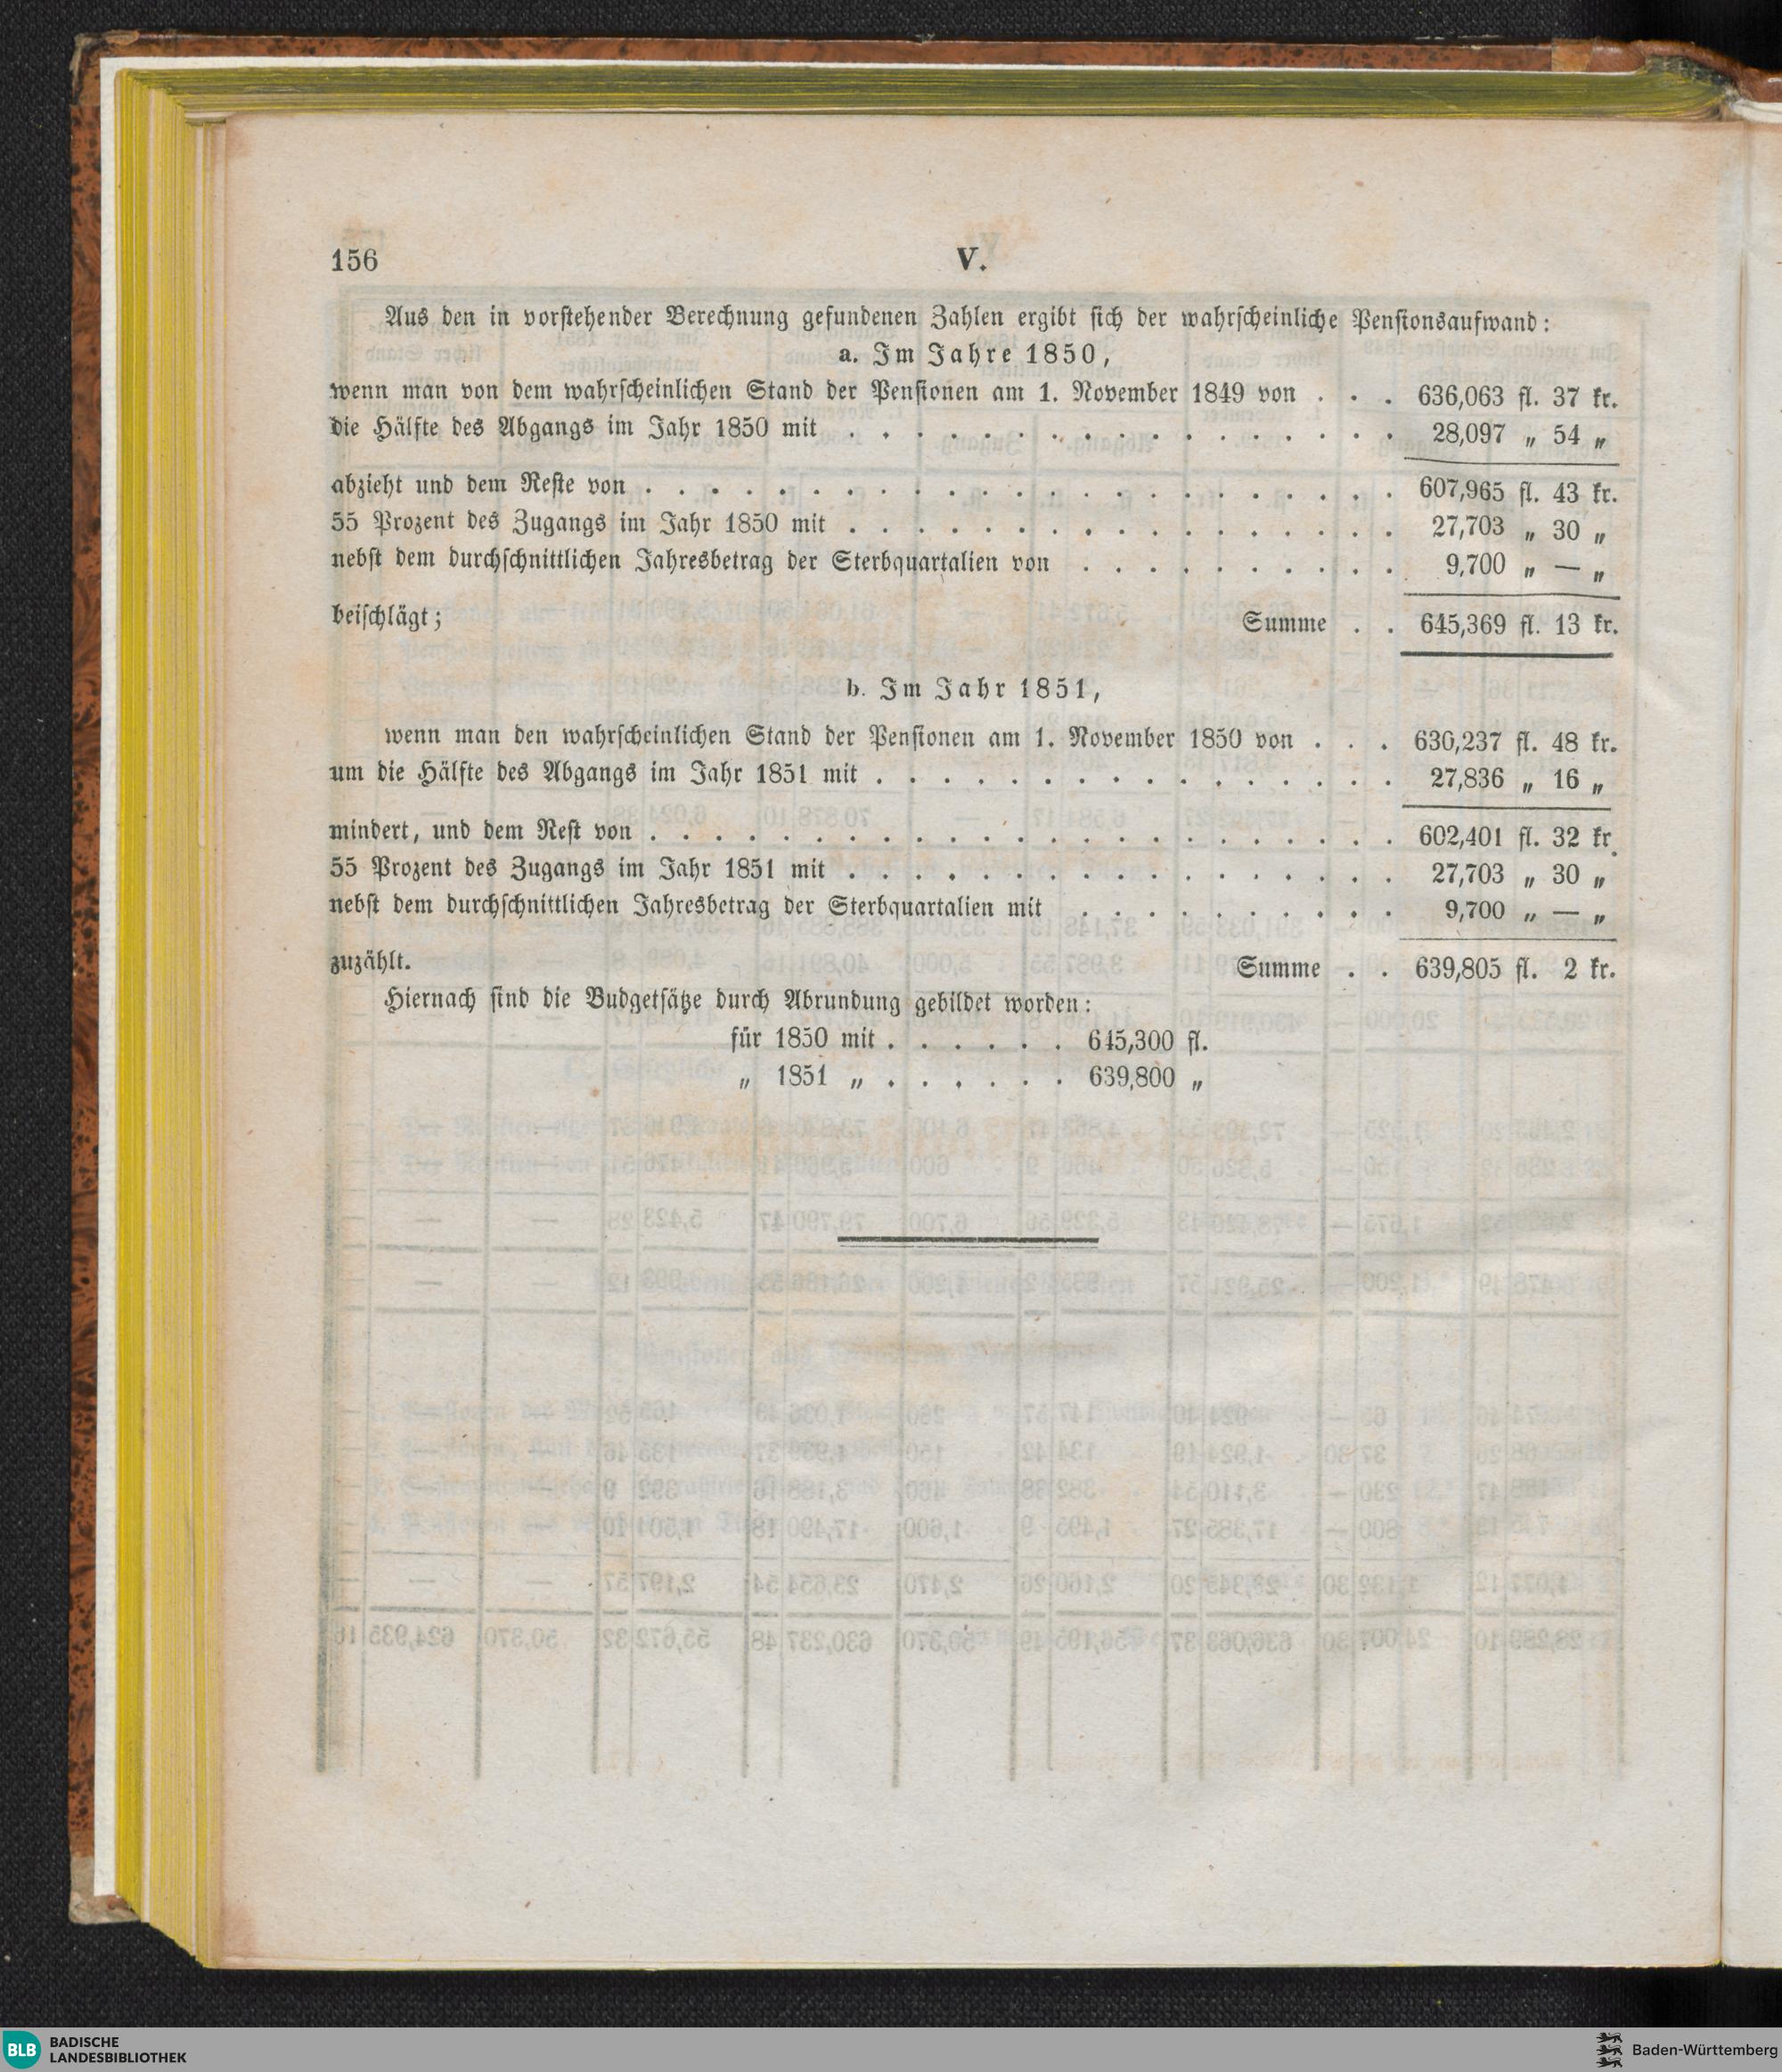 156 V.
Aus den in vorstehender Berechnung gefundenen Zahlen ergibt sich der wahrscheinliche Pensionsaufwand:
a. Im Jahre 1850,
wenn man von dem wahrscheinlichen Stand der Pensionen am 1. November 1849 von . . . 636,063 fl. 37 kr.
die Hälfte des Abgangs im Jahr 1850 mit . . . . . . . . . . . . . . . . . 28,097 „ 54 „
abzieht und dem Reste von . . . . . . . . . . . . . . . . . . . . . . . 607,965 fl. 43 kr.
55 Prozent des Zugangs im Jahr 1850 mit . . . . . . . . . . . . . . . . . 27,703 „ 30 „
nebst dem durchschnittlichen Jahresbetrag der Sterbquartalien von . . . . . . . . . . 9,700 „ — „
beischlägt; Summe . . 645,369 fl. 13 kr.
b. Im Jahr 1851,
wenn man den wahrscheinlichen Stand der Pensionen am 1. November 1850 von . . . 630,237 fl. 48 kr.
um die Hälfte des Abgangs im Jahr 1851 mit . . . . . . . . . . . . . . . . 27,836 „ 16 „
mindert, und dem Rest von . . . . . . . . . . . . . . . . . . . . . . . 602,401 fl. 32 kr.
55 Prozent des Zugangs im Jahr 1851 mit . . . . . . . . . . . . . . . . . 27,703 „ 30 „
nebst dem durchschnittlichen Jahresbetrag der Sterbquartalien mit . . . . . . . . . . 9,700 „ — „
zuzählt. Summe . . 639,805 fl. 2 kr.
Hiernach sind die Budgetsätze durch Abrundung gebildet worden:
für 1850 mit . . . . . . 645,300 fl.
„ 1851 „ . . . . . . 639,800 „
BLB BADISCHE
LANDESBIBLIOTHEK
Baden-Württemberg